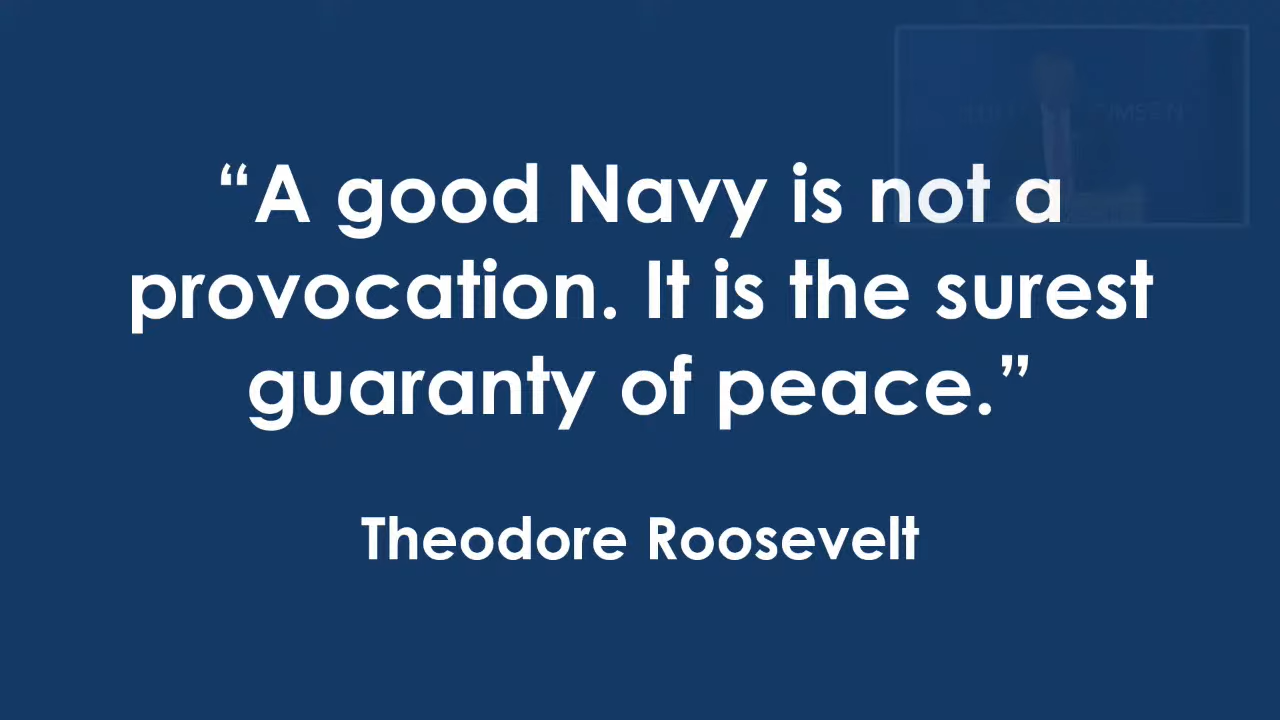 “A good Navy is not a
provocation. It is the surest
guaranty of peace.”
Theodore Roosevelt